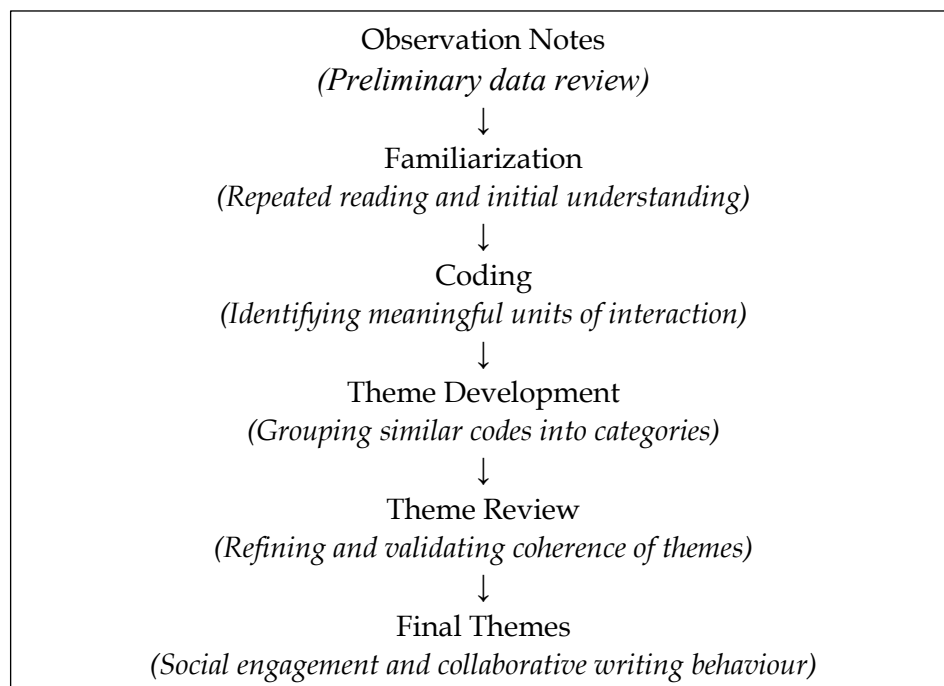 Observation Notes
(Preliminary data review)
↓
Familiarization
(Repeated reading and initial understanding)
↓
Coding
(Identifying meaningful units of interaction)
↓
Theme Development
(Grouping similar codes into categories)
↓
Theme Review
(Refining and validating coherence of themes)
↓
Final Themes
(Social engagement and collaborative writing behaviour)